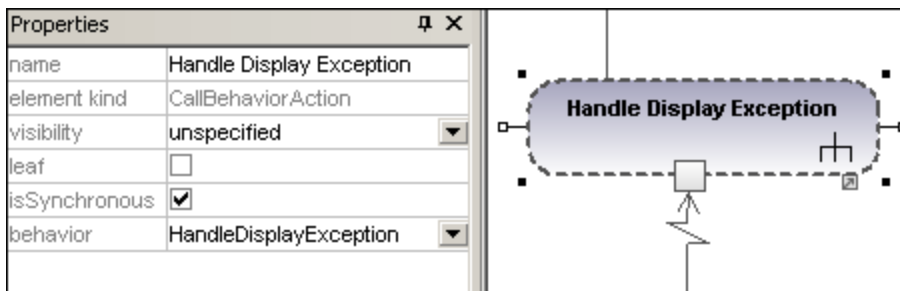 Properties
name Handle Display Exception
element kind CallBehaviorAction
visibility unspecified
leaf
isSynchronous
behavior HandleDisplayException
Handle Display Exception